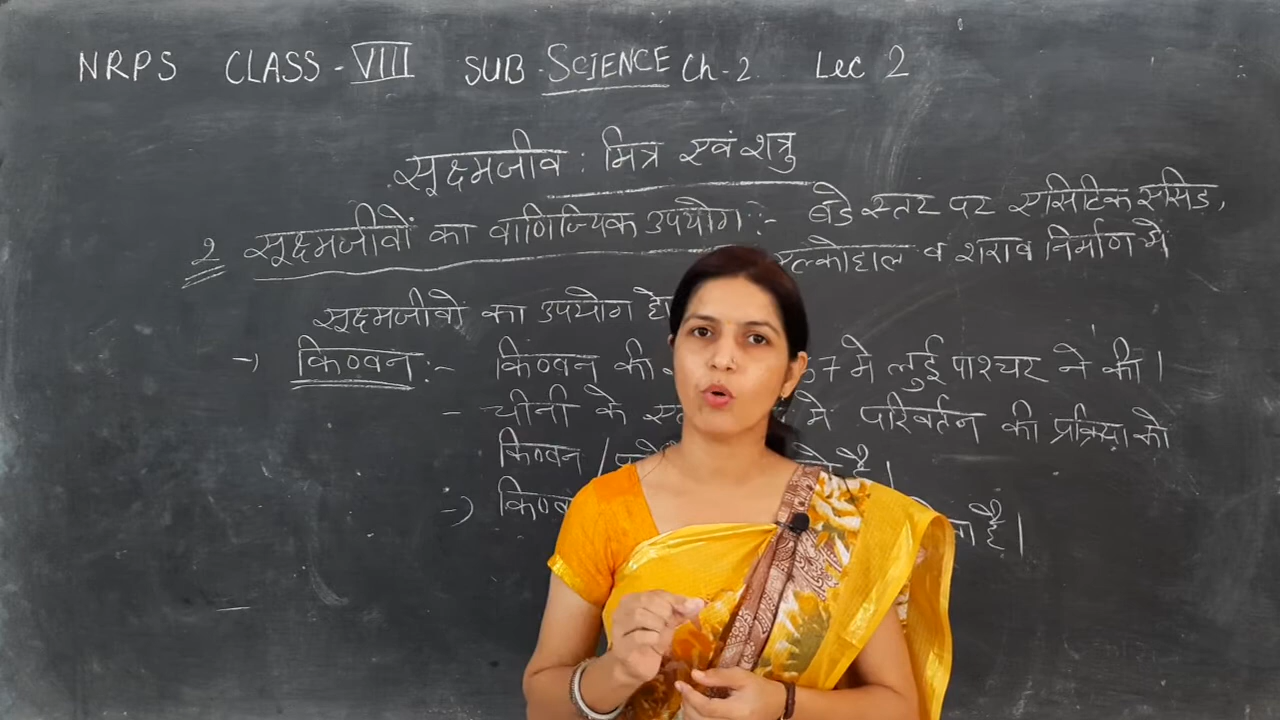 NRPS CLASS-VIII SUB-SCIENCE Ch-2 Lec 2
सूक्ष्मजीव : मित्र एवं शत्रु
2 सूक्ष्मजीवों का वाणिज्यिक उपयोग :- बडे स्तर पर एसिटिक एसिड,
एल्कोहाल व शराब निर्माण में
सूक्ष्मजीवों का उपयोग
→ किण्वन :- किण्वन की 7 मे लुई पाश्चर ने की।
- चीनी के मे परिवर्तन की प्रक्रिया को
किण्वन / है।
→ है।